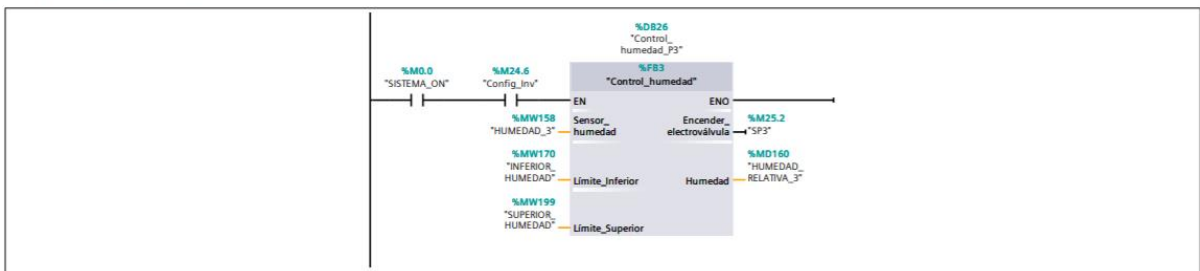 %DB26
"Control_
humedad_P3"
%M0.0
"SISTEMA_ON"
%M24.6
"Config_Inv"
%FB3
"Control_humedad"
EN
ENO
%MW158
"HUMEDAD_3"
Sensor_
humedad
Encender_
electroválvula
%M25.2
"SP3"
%MW170
"INFERIOR_
HUMEDAD"
Límite_Inferior
Humedad
%MD160
"HUMEDAD_
RELATIVA_3"
%MW199
"SUPERIOR_
HUMEDAD"
Límite_Superior